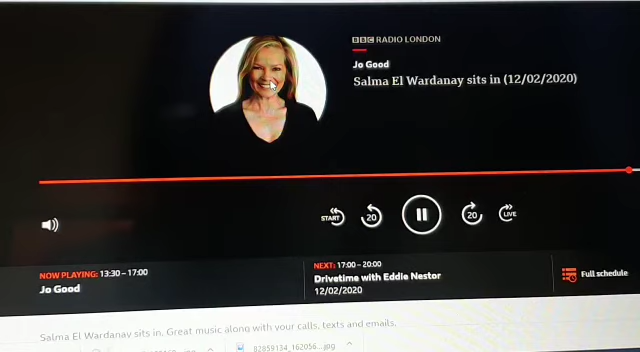 BBC RADIO LONDON
Jo Good
Salma El Wardanay sits in (12/02/2020)
START
20
20
LIVE
NOW PLAYING: 13:30 – 17:00
Jo Good
NEXT: 17:00 – 20:00
Drivetime with Eddie Nestor
12/02/2020
Full schedule
Salma El Wardanay sits in. Great music along with your calls, texts and emails.
82859134_162056....jpg